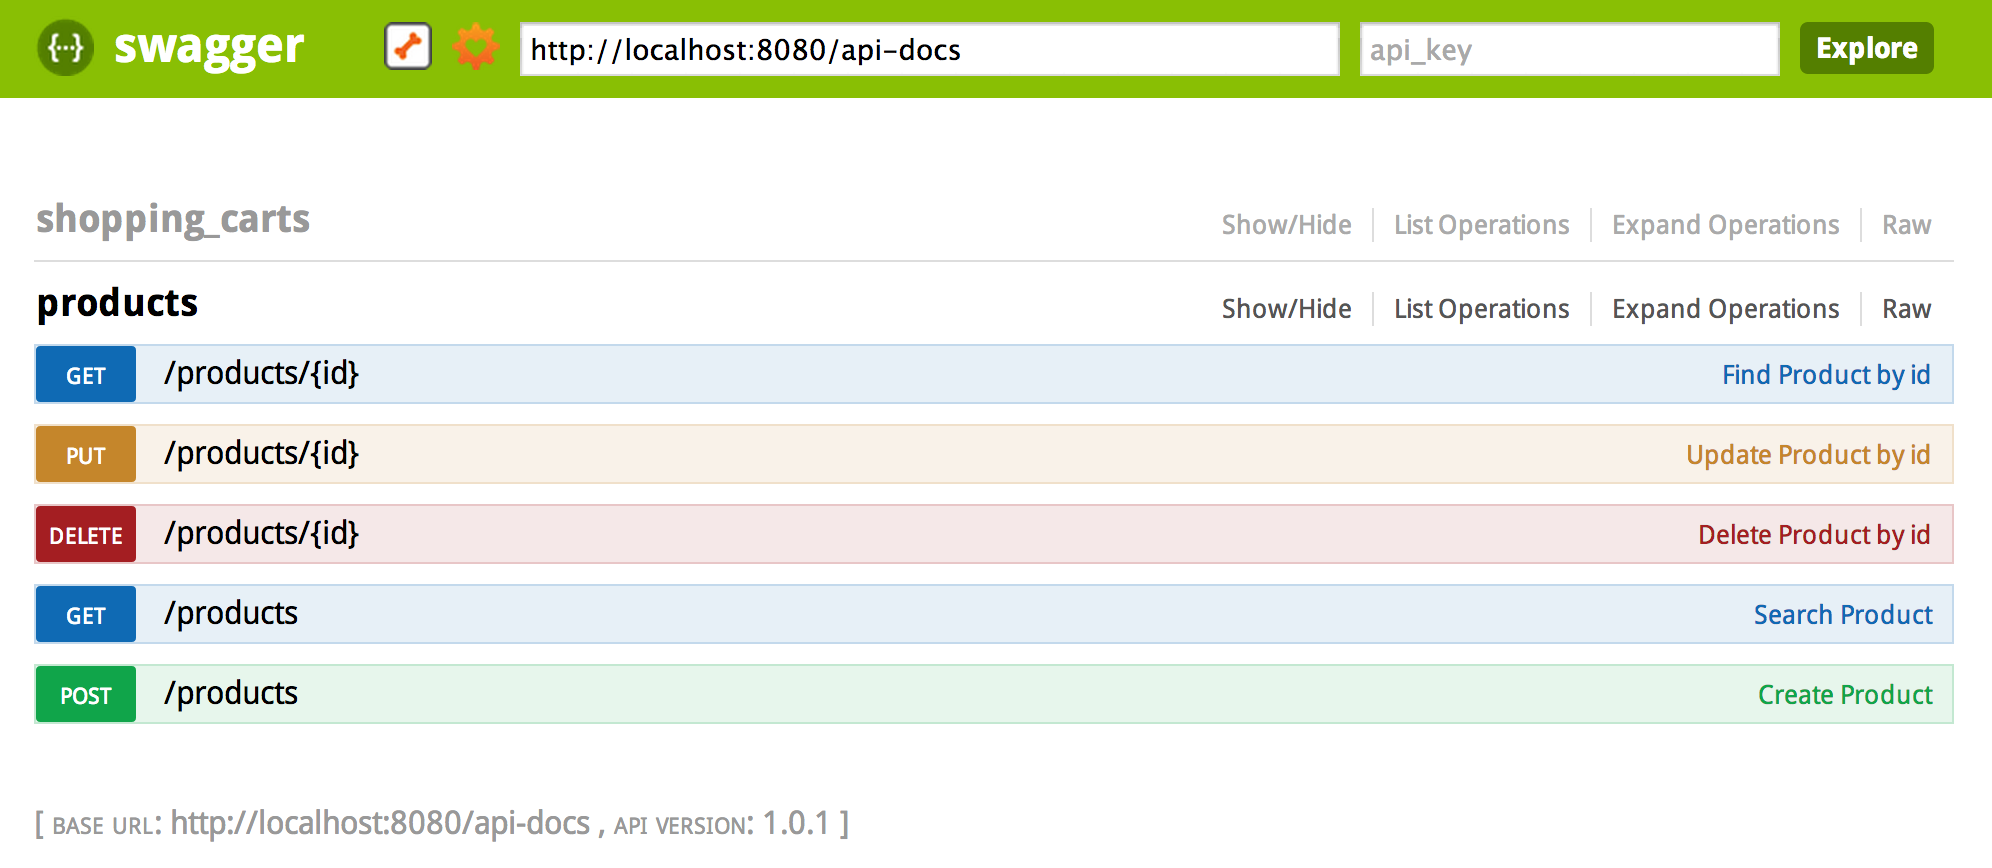 {···} swagger http://localhost:8080/api-docs api_key Explore
shopping_carts Show/Hide List Operations Expand Operations Raw
products Show/Hide List Operations Expand Operations Raw
GET /products/{id} Find Product by id
PUT /products/{id} Update Product by id
DELETE /products/{id} Delete Product by id
GET /products Search Product
POST /products Create Product
[ BASE URL: http://localhost:8080/api-docs , API VERSION: 1.0.1 ]